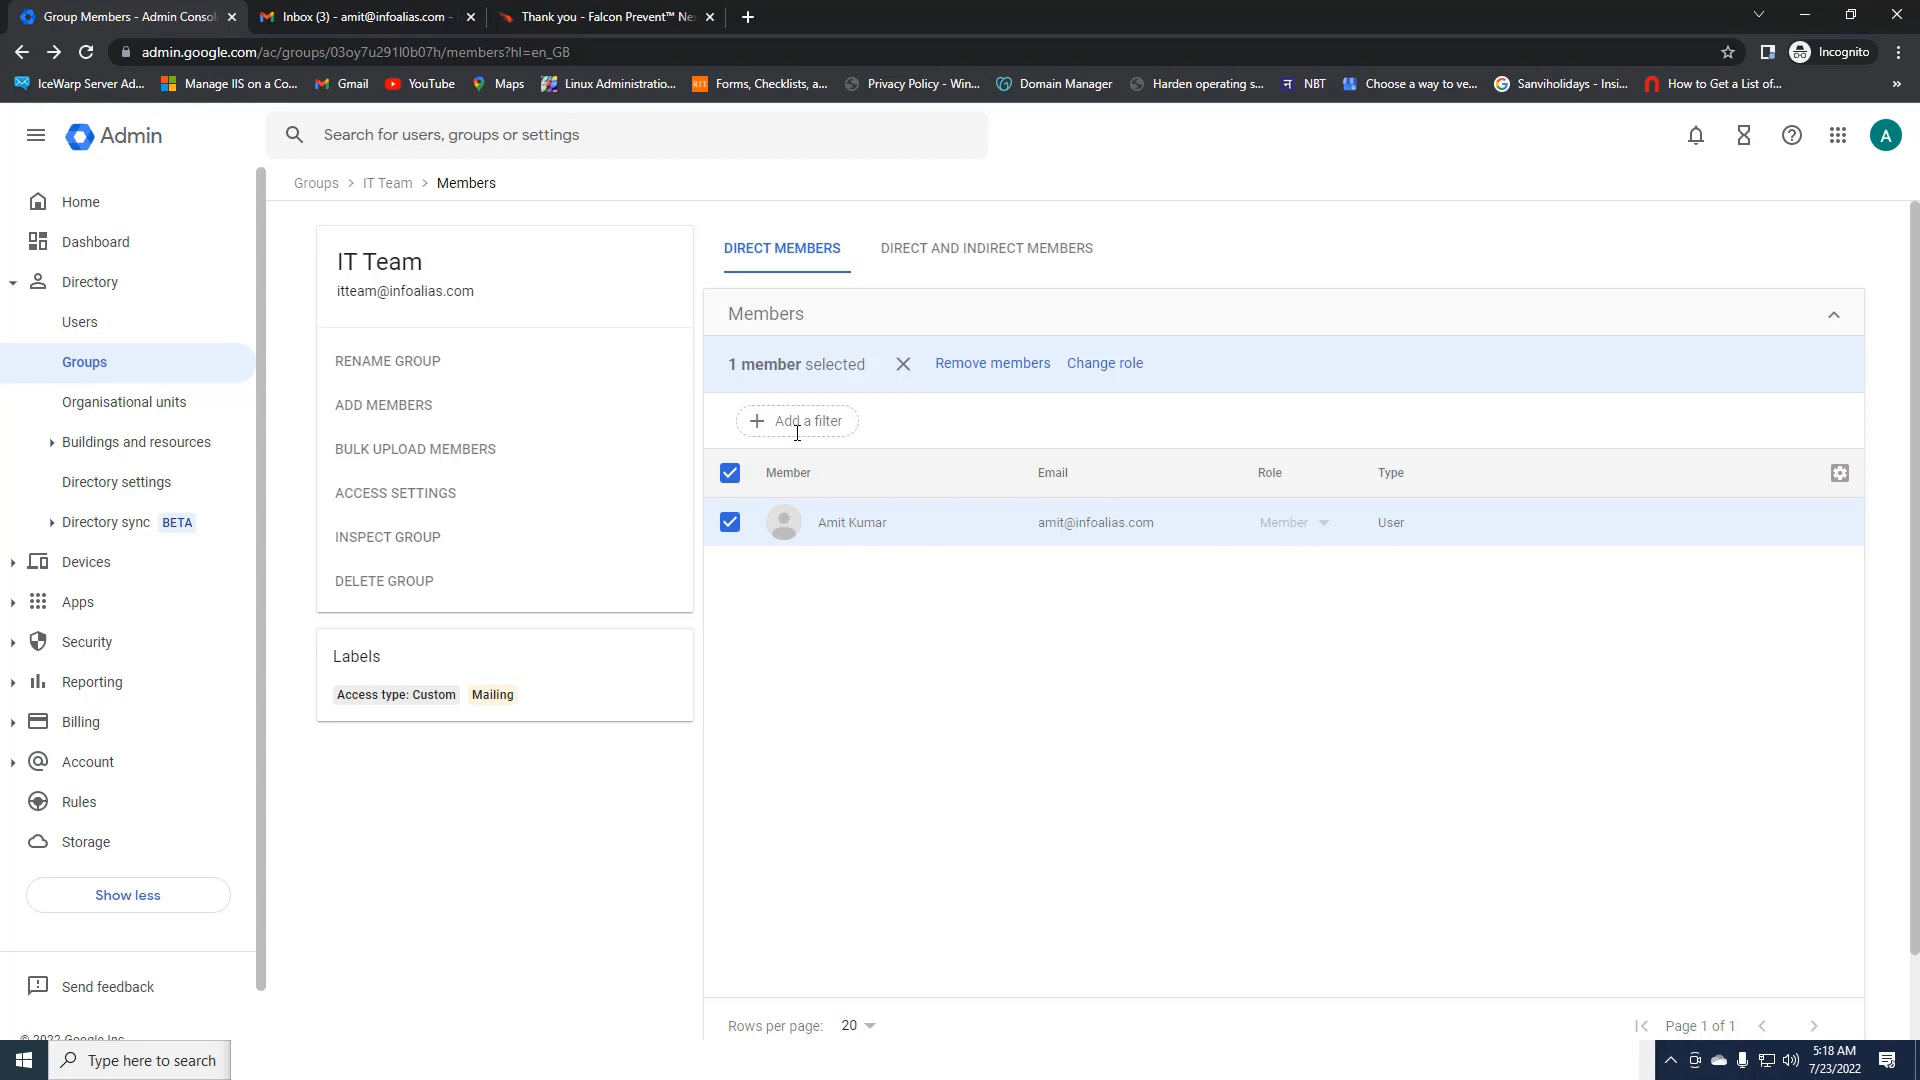 Group Members - Admin Consol
Inbox (3) - amit@infoalias.com -
Thank you - Falcon Prevent™ Ne
admin.google.com/ac/groups/03oy7u291l0b07h/members?hl=en_GB
Incognito
IceWarp Server Ad...
Manage IIS on a Co...
Gmail
YouTube
Maps
Linux Administratio...
Forms, Checklists, a...
Privacy Policy - Win...
Domain Manager
Harden operating s...
NBT
Choose a way to ve...
Sanviholidays - Insi...
How to Get a List of...
»
Admin
Search for users, groups or settings
A
Groups > IT Team > Members
Home
Dashboard
Directory
Users
Groups
Organisational units
Buildings and resources
Directory settings
Directory sync BETA
Devices
Apps
Security
Reporting
Billing
Account
Rules
Storage
Show less
Send feedback
© 2022 Google Inc.
IT Team
itteam@infoalias.com
RENAME GROUP
ADD MEMBERS
BULK UPLOAD MEMBERS
ACCESS SETTINGS
INSPECT GROUP
DELETE GROUP
Labels
Access type: Custom Mailing
DIRECT MEMBERS DIRECT AND INDIRECT MEMBERS
Members
1 member selected Remove members Change role
Add a filter
Member Email Role Type
Amit Kumar amit@infoalias.com Member User
Rows per page: 20 Page 1 of 1
Type here to search
5:18 AM
7/23/2022